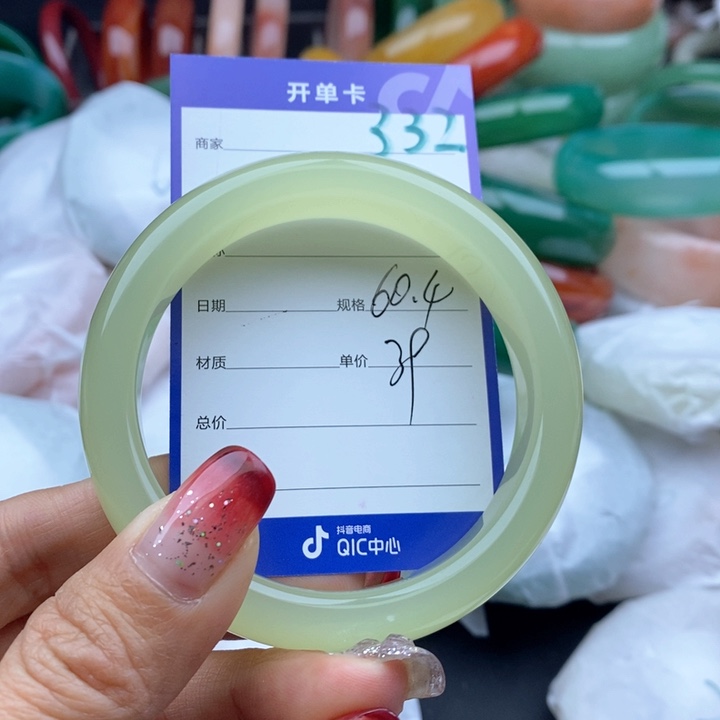 开单卡
商家 332
日期 规格 60.4
材质 单价
总价
抖音电商
QIC中心